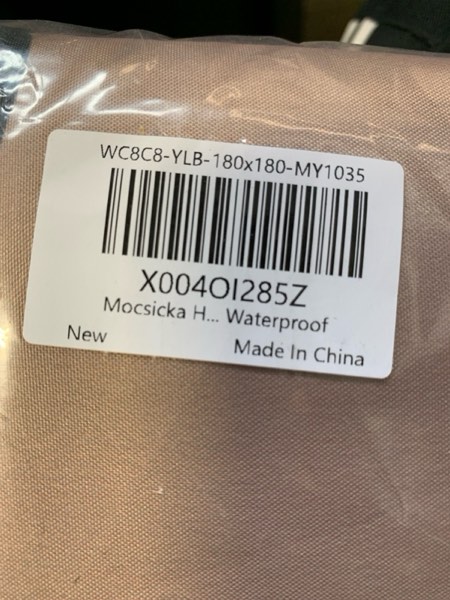 WC8C8-YLB-180x180-MY1035
X004OI285Z
Mocsicka H... Waterproof
New
Made In China